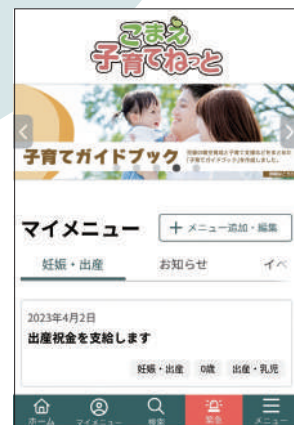 こまえ
子育てねっと
子育てガイドブック
マイメニュー
＋ メニュー追加・編集
妊娠・出産
お知らせ
イベ
2023年4月2日
出産祝金を支給します
妊娠・出産
0歳
出産・乳児
ホーム
マイメニュー
検索
緊急
メニュー